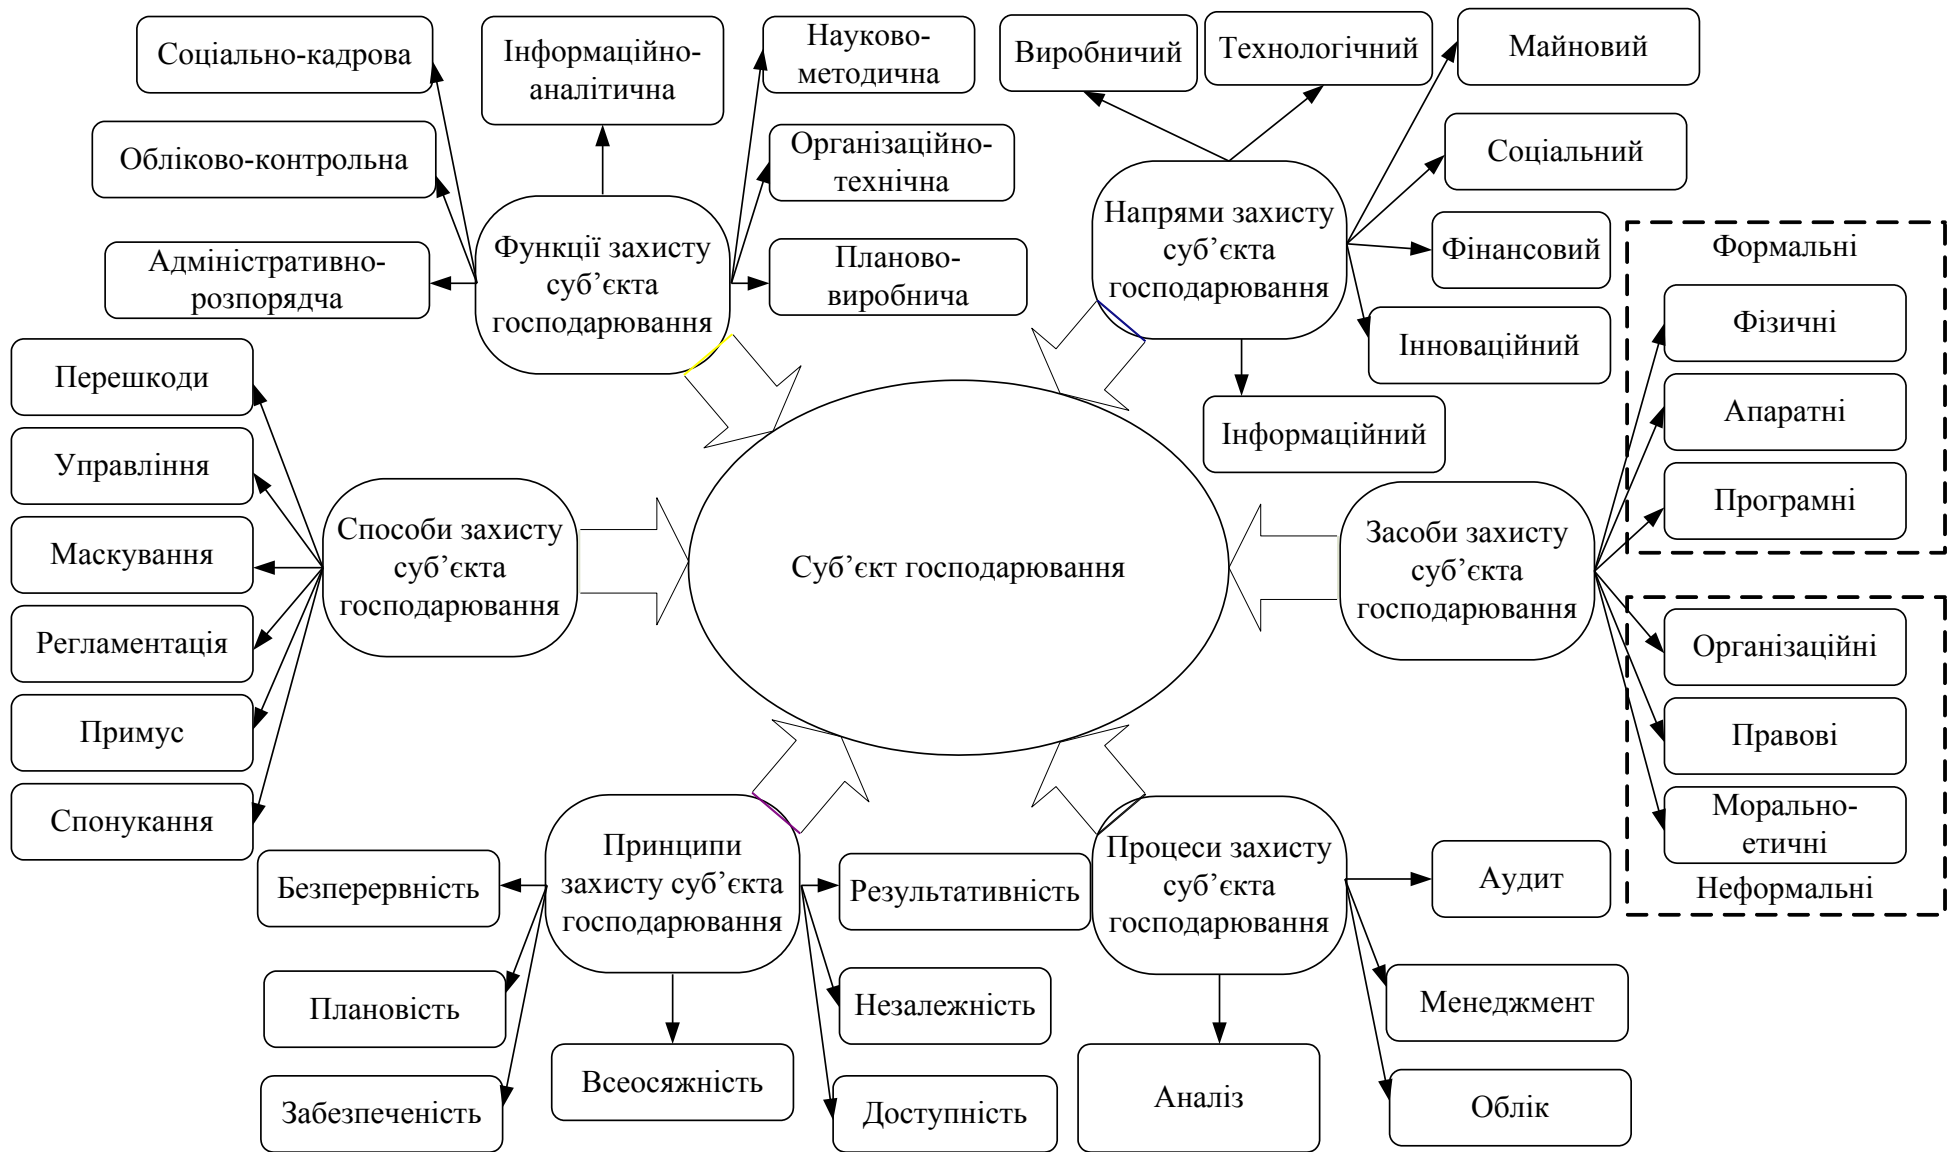 Соціально-кадрова
Інформаційно-
аналітична
Науково-
методична
Обліково-контрольна
Організаційно-
технічна
Адміністративно-
розпорядча
Функції захисту
суб’єкта
господарювання
Планово-
виробнича
Виробничий
Технологічний
Майновий
Соціальний
Напрями захисту
суб’єкта
господарювання
Фінансовий
Інноваційний
Інформаційний
Формальні
Фізичні
Апаратні
Програмні
Перешкоди
Управління
Маскування
Регламентація
Примус
Спонукання
Способи захисту
суб’єкта
господарювання
Суб’єкт господарювання
Засоби захисту
суб’єкта
господарювання
Організаційні
Правові
Морально-
етичні
Неформальні
Принципи
захисту суб’єкта
господарювання
Безперервність
Плановість
Забезпеченість
Всеосяжність
Результативність
Незалежність
Доступність
Процеси захисту
суб’єкта
господарювання
Аудит
Менеджмент
Облік
Аналіз